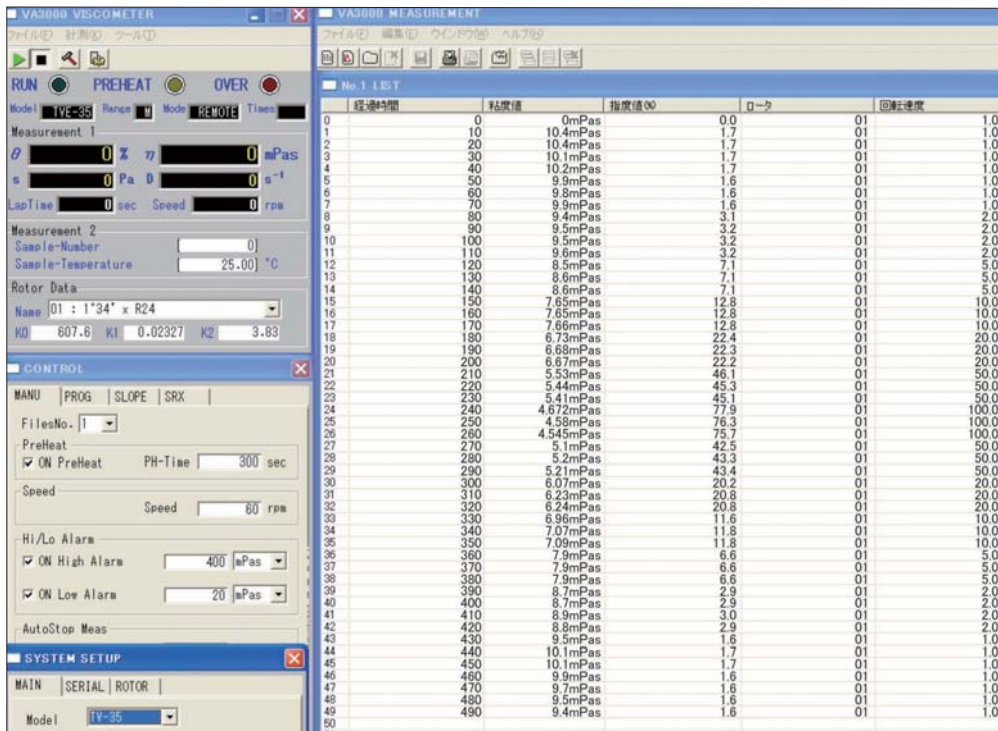 VA3000 VISCOMETER
ファイル(F) 計測(K) ツール(T)
RUN PREHEAT OVER
Model TVE-35 Range M Mode REMOTE Times
Measurement 1
θ 0 % η 0 mPas
s 0 Pa D 0 s⁻¹
LapTime 0 sec Speed 0 rpm
Measurement 2
Sample-Number 0
Sample-Temperature 25.00 °C
Rotor Data
Name 01 : 1°34' x R24
K0 607.6 K1 0.02327 K2 3.83
CONTROL
MANU PROG SLOPE SRX
FilesNo. 1
PreHeat
ON PreHeat PH-Time 300 sec
Speed
Speed 60 rpm
Hi/Lo Alarm
ON High Alarm 400 mPas
ON Low Alarm 20 mPas
AutoStop Meas
SYSTEM SETUP
MAIN SERIAL ROTOR
Model TV-35
VA3000 MEASUREMENT
ファイル(F) 編集(E) ウインドウ(W) ヘルプ(H)
No.1 LIST
経過時間 粘度値 指度値(%) ロータ 回転速度
0 0 0mPas 0.0 01 1.0
1 10 10.4mPas 1.7 01 1.0
2 20 10.4mPas 1.7 01 1.0
3 30 10.1mPas 1.7 01 1.0
4 40 10.2mPas 1.7 01 1.0
5 50 9.9mPas 1.6 01 1.0
6 60 9.8mPas 1.6 01 1.0
7 70 9.9mPas 1.6 01 1.0
8 80 9.4mPas 3.1 01 2.0
9 90 9.5mPas 3.2 01 2.0
10 100 9.5mPas 3.2 01 2.0
11 110 9.6mPas 3.2 01 2.0
12 120 8.5mPas 7.1 01 5.0
13 130 8.6mPas 7.1 01 5.0
14 140 8.6mPas 7.1 01 5.0
15 150 7.65mPas 12.8 01 10.0
16 160 7.65mPas 12.8 01 10.0
17 170 7.66mPas 12.8 01 10.0
18 180 6.73mPas 22.4 01 20.0
19 190 6.68mPas 22.3 01 20.0
20 200 6.67mPas 22.2 01 20.0
21 210 5.53mPas 46.1 01 50.0
22 220 5.44mPas 45.3 01 50.0
23 230 5.41mPas 45.1 01 50.0
24 240 4.672mPas 77.9 01 100.0
25 250 4.58mPas 76.3 01 100.0
26 260 4.545mPas 75.7 01 100.0
27 270 5.1mPas 42.5 01 50.0
28 280 5.2mPas 43.3 01 50.0
29 290 5.21mPas 43.4 01 50.0
30 300 6.07mPas 20.2 01 20.0
31 310 6.23mPas 20.8 01 20.0
32 320 6.24mPas 20.8 01 20.0
33 330 6.96mPas 11.6 01 10.0
34 340 7.07mPas 11.8 01 10.0
35 350 7.09mPas 11.8 01 10.0
36 360 7.9mPas 6.6 01 5.0
37 370 7.9mPas 6.6 01 5.0
38 380 7.9mPas 6.6 01 5.0
39 390 8.7mPas 2.9 01 2.0
40 400 8.7mPas 2.9 01 2.0
41 410 8.9mPas 3.0 01 2.0
42 420 8.8mPas 2.9 01 2.0
43 430 9.5mPas 1.6 01 1.0
44 440 10.1mPas 1.7 01 1.0
45 450 10.1mPas 1.7 01 1.0
46 460 9.9mPas 1.6 01 1.0
47 470 9.7mPas 1.6 01 1.0
48 480 9.5mPas 1.6 01 1.0
49 490 9.4mPas 1.6 01 1.0
50